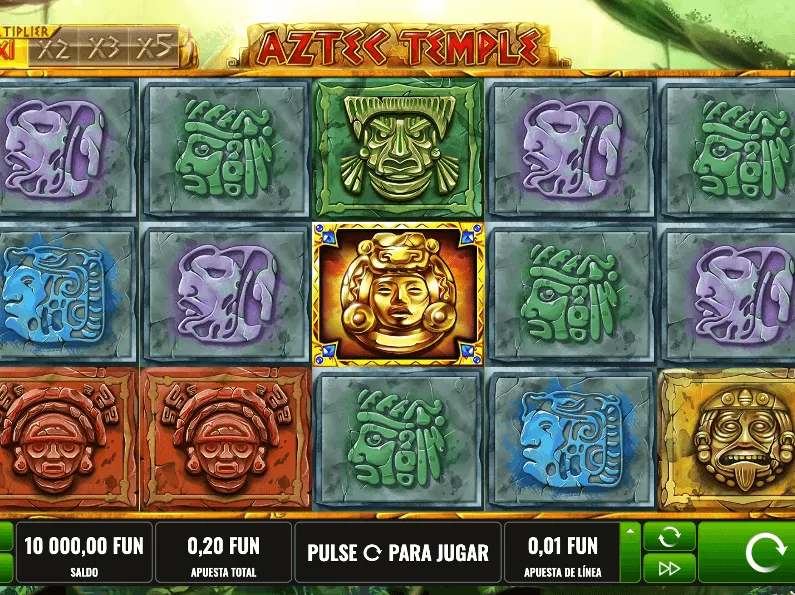 X1 X2 X3 X5
AZTEC TEMPLE
10 000,00 FUN
SALDO
0,20 FUN
APUESTA TOTAL
PULSE PARA JUGAR
0,01 FUN
APUESTA DE LÍNEA